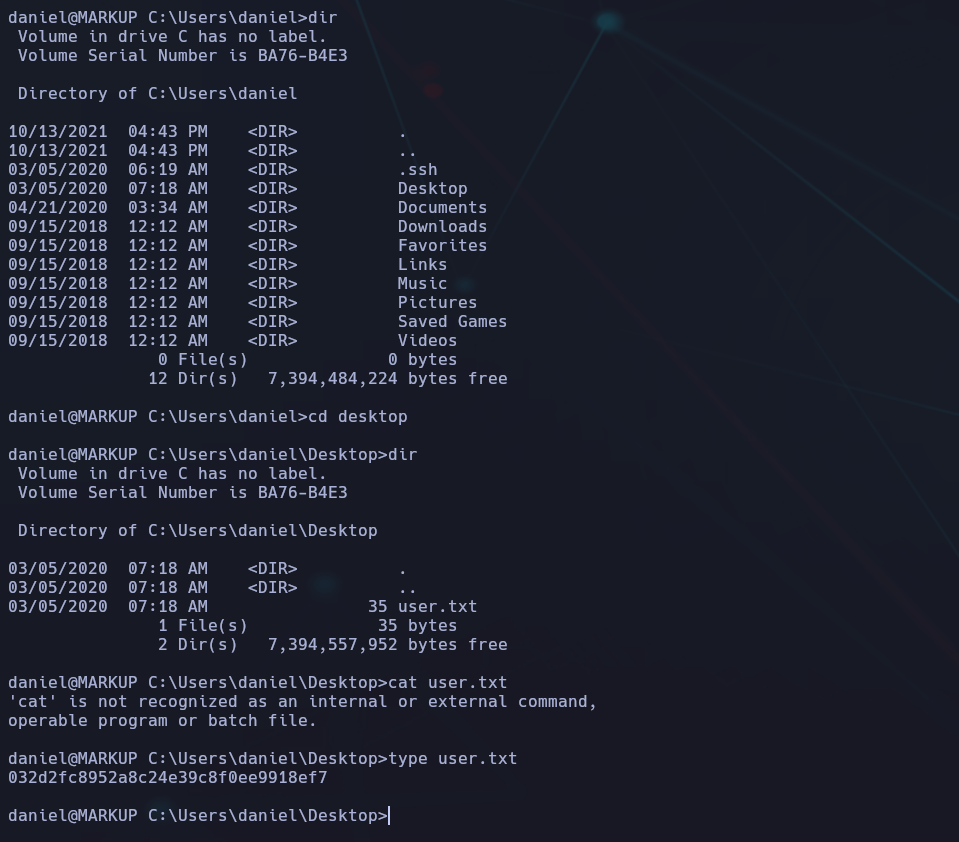 daniel@MARKUP C:\Users\daniel>dir
 Volume in drive C has no label.
 Volume Serial Number is BA76-B4E3

 Directory of C:\Users\daniel

10/13/2021  04:43 PM    <DIR>          .
10/13/2021  04:43 PM    <DIR>          ..
03/05/2020  06:19 AM    <DIR>          .ssh
03/05/2020  07:18 AM    <DIR>          Desktop
04/21/2020  03:34 AM    <DIR>          Documents
09/15/2018  12:12 AM    <DIR>          Downloads
09/15/2018  12:12 AM    <DIR>          Favorites
09/15/2018  12:12 AM    <DIR>          Links
09/15/2018  12:12 AM    <DIR>          Music
09/15/2018  12:12 AM    <DIR>          Pictures
09/15/2018  12:12 AM    <DIR>          Saved Games
09/15/2018  12:12 AM    <DIR>          Videos
               0 File(s)              0 bytes
              12 Dir(s)   7,394,484,224 bytes free

daniel@MARKUP C:\Users\daniel>cd desktop

daniel@MARKUP C:\Users\daniel\Desktop>dir
 Volume in drive C has no label.
 Volume Serial Number is BA76-B4E3

 Directory of C:\Users\daniel\Desktop

03/05/2020  07:18 AM    <DIR>          .
03/05/2020  07:18 AM    <DIR>          ..
03/05/2020  07:18 AM                35 user.txt
               1 File(s)             35 bytes
               2 Dir(s)   7,394,557,952 bytes free

daniel@MARKUP C:\Users\daniel\Desktop>cat user.txt
'cat' is not recognized as an internal or external command,
operable program or batch file.

daniel@MARKUP C:\Users\daniel\Desktop>type user.txt
032d2fc8952a8c24e39c8f0ee9918ef7

daniel@MARKUP C:\Users\daniel\Desktop>